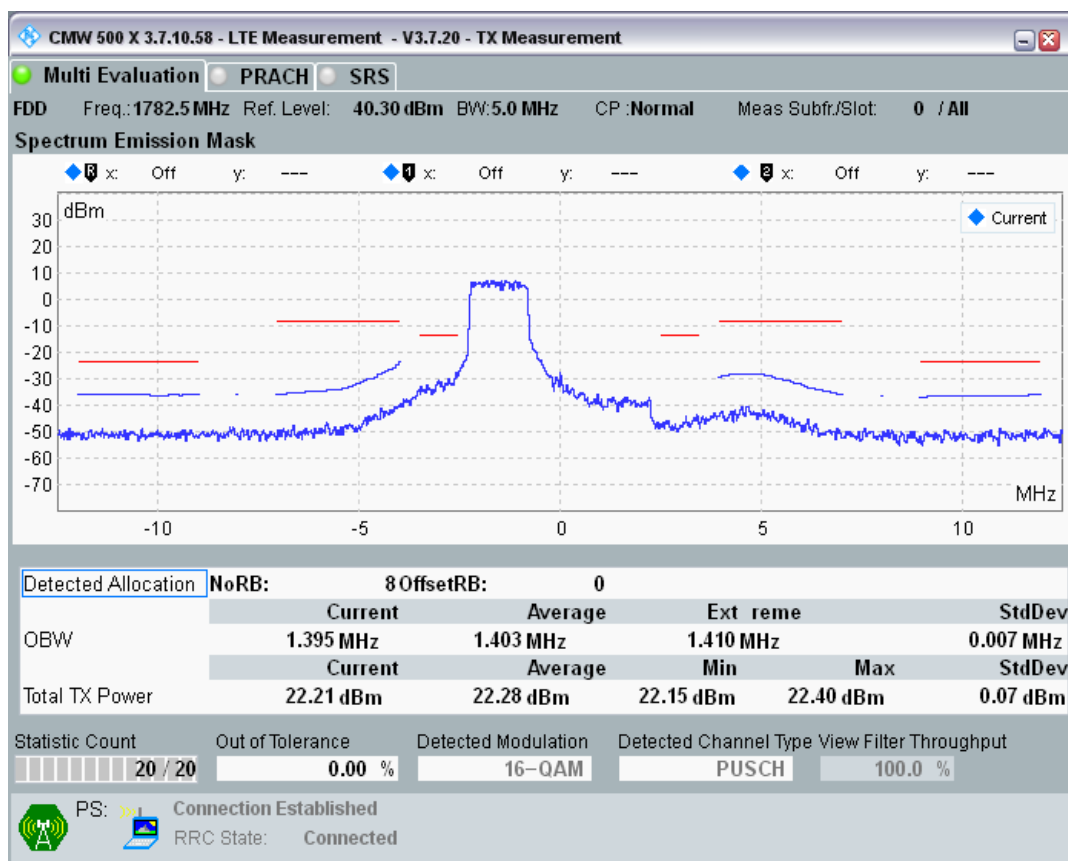 CMW 500 X 3.7.10.58 - LTE Measurement - V3.7.20 - TX Measurement
Multi Evaluation PRACH SRS
FDD Freq.: 1782.5 MHz Ref. Level: 40.30 dBm BW: 5.0 MHz CP : Normal Meas Subfr./Slot: 0 / All
Spectrum Emission Mask
R x: Off y: --- 1 x: Off y: --- 2 x: Off y: ---
dBm
Current
30
20
10
0
-10
-20
-30
-40
-50
-60
-70
MHz
-10 -5 0 5 10
Detected Allocation NoRB: 8 OffsetRB: 0
Current Average Ext reme StdDev
OBW 1.395 MHz 1.403 MHz 1.410 MHz 0.007 MHz
Current Average Min Max StdDev
Total TX Power 22.21 dBm 22.28 dBm 22.15 dBm 22.40 dBm 0.07 dBm
Statistic Count Out of Tolerance Detected Modulation Detected Channel Type View Filter Throughput
20 / 20 0.00 % 16-QAM PUSCH 100.0 %
PS: Connection Established
RRC State: Connected